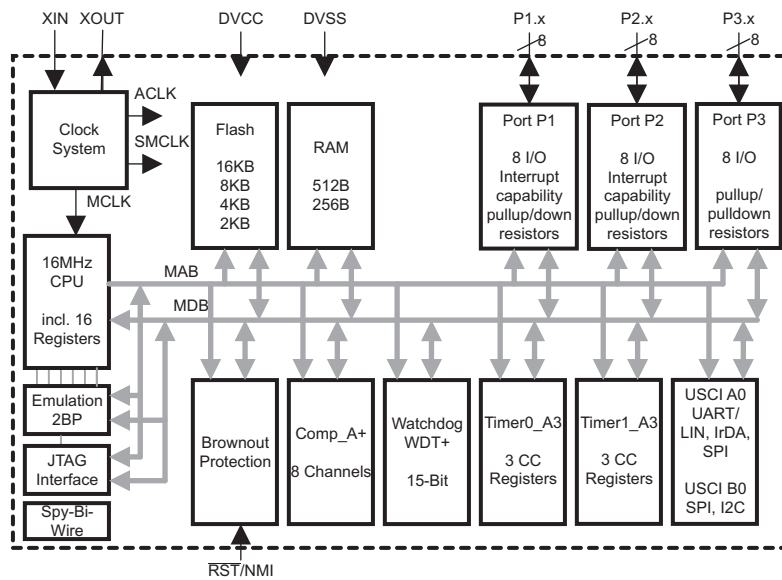 XIN
XOUT
DVCC
DVSS
P1.x
P2.x
P3.x
8
8
8
Clock
System
ACLK
SMCLK
MCLK
Flash
16KB
8KB
4KB
2KB
RAM
512B
256B
Port P1
8 I/O
Interrupt
capability
pullup/down
resistors
Port P2
8 I/O
Interrupt
capability
pullup/down
resistors
Port P3
8 I/O
pullup/
pulldown
resistors
16MHz
CPU
incl. 16
Registers
MAB
MDB
Emulation
2BP
JTAG
Interface
Spy-Bi-
Wire
Brownout
Protection
Comp_A+
8 Channels
Watchdog
WDT+
15-Bit
Timer0_A3
3 CC
Registers
Timer1_A3
3 CC
Registers
USCI A0
UART/
LIN, IrDA,
SPI
USCI B0
SPI, I2C
RST/NMI